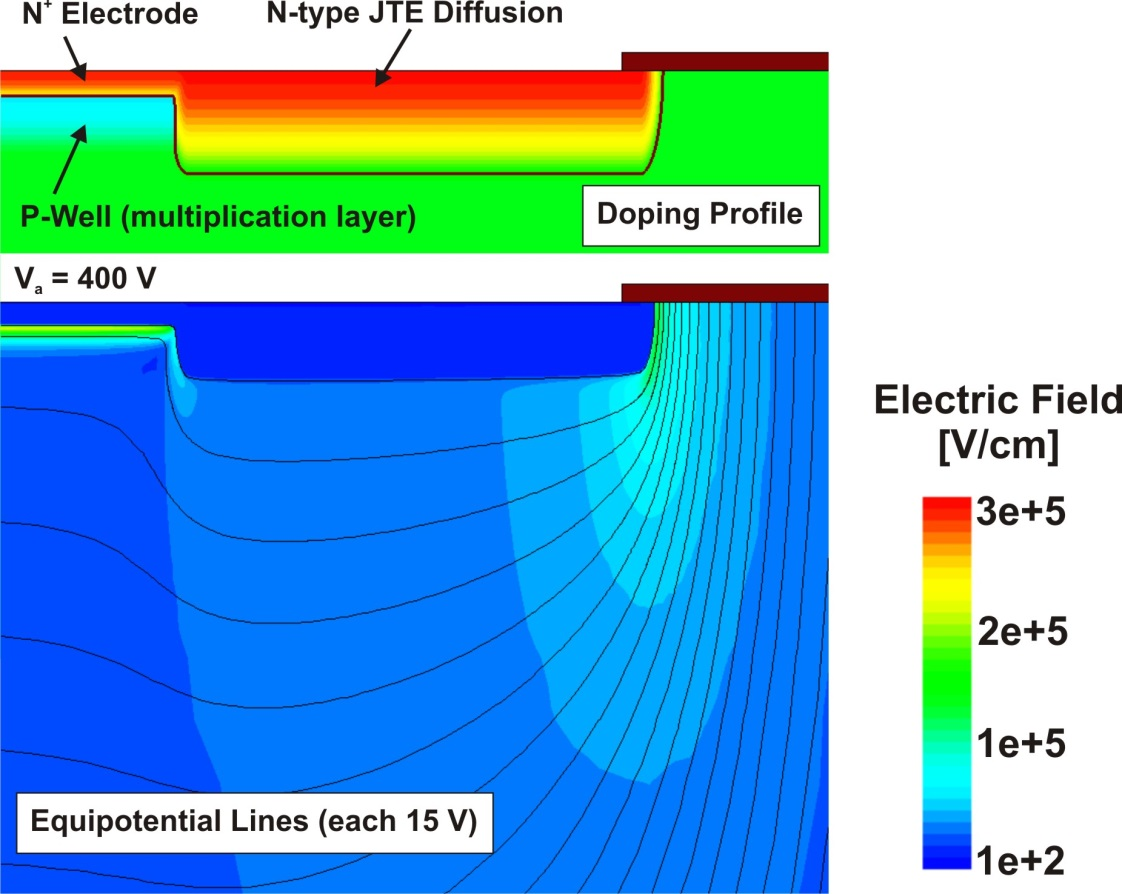 N+ Electrode
N-type JTE Diffusion
P-Well (multiplication layer)
Doping Profile
Va = 400 V
Electric Field
[V/cm]
3e+5
2e+5
1e+5
1e+2
Equipotential Lines (each 15 V)